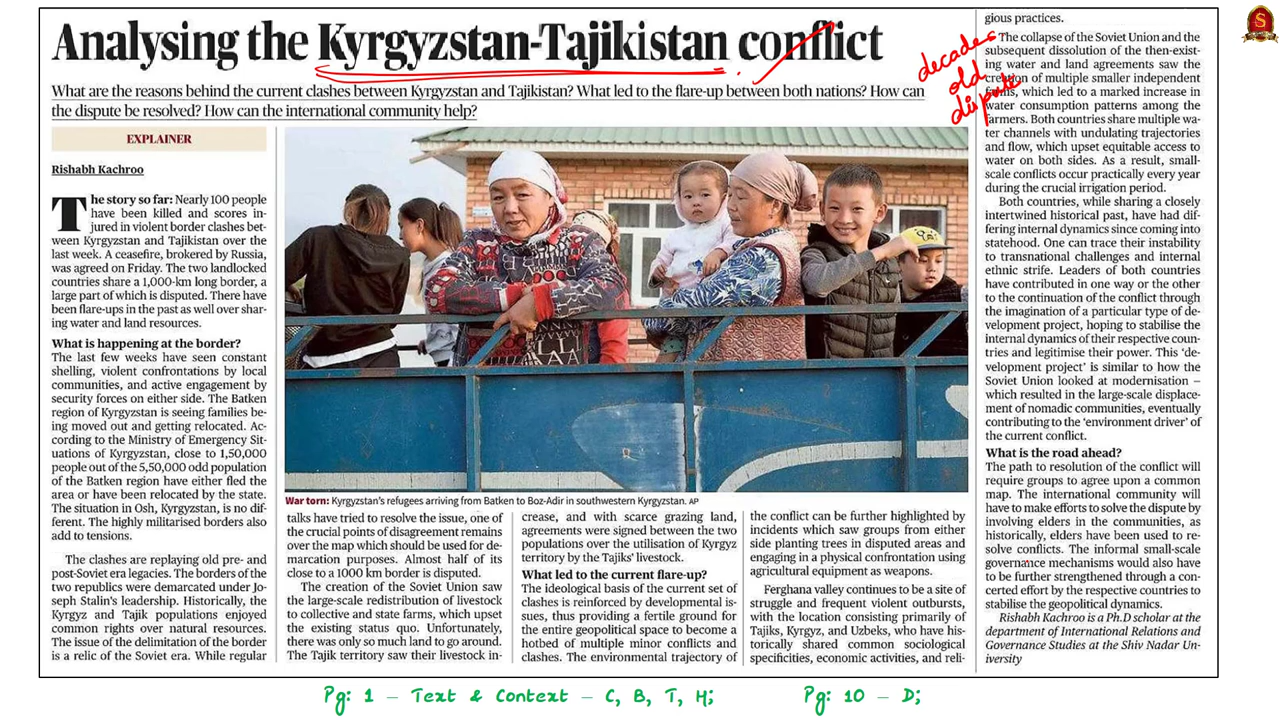 Analysing the Kyrgyzstan-Tajikistan conflict
decades
old
dispute
What are the reasons behind the current clashes between Kyrgyzstan and Tajikistan? What led to the flare-up between both nations? How can
the dispute be resolved? How can the international community help?
EXPLAINER
Rishabh Kachroo
The story so far: Nearly 100 people
have been killed and scores in-
jured in violent border clashes bet-
ween Kyrgyzstan and Tajikistan over the
last week. A ceasefire, brokered by Russia,
was agreed on Friday. The two landlocked
countries share a 1,000-km long border, a
large part of which is disputed. There have
been flare-ups in the past as well over shar-
ing water and land resources.
What is happening at the border?
The last few weeks have seen constant
shelling, violent confrontations by local
communities, and active engagement by
security forces on either side. The Batken
region of Kyrgyzstan is seeing families be-
ing moved out and getting relocated. Ac-
cording to the Ministry of Emergency Sit-
uations of Kyrgyzstan, close to 1,50,000
people out of the 5,50,000 odd population
of the Batken region have either fled the
area or have been relocated by the state.
The situation in Osh, Kyrgyzstan, is no dif-
ferent. The highly militarised borders also
add to tensions.
The clashes are replaying old pre- and
post-Soviet era legacies. The borders of the
two republics were demarcated under Jo-
seph Stalin's leadership. Historically, the
Kyrgyz and Tajik populations enjoyed
common rights over natural resources.
The issue of the delimitation of the border
is a relic of the Soviet era. While regular
War torn: Kyrgyzstan's refugees arriving from Batken to Boz-Adir in southwestern Kyrgyzstan. AP
talks have tried to resolve the issue, one of
the crucial points of disagreement remains
over the map which should be used for de-
marcation purposes. Almost half of its
close to a 1000 km border is disputed.
The creation of the Soviet Union saw
the large-scale redistribution of livestock
to collective and state farms, which upset
the existing status quo. Unfortunately,
there was only so much land to go around.
The Tajik territory saw their livestock in-
crease, and with scarce grazing land,
agreements were signed between the two
populations over the utilisation of Kyrgyz
territory by the Tajiks' livestock.
What led to the current flare-up?
The ideological basis of the current set of
clashes is reinforced by developmental is-
sues, thus providing a fertile ground for
the entire geopolitical space to become a
hotbed of multiple minor conflicts and
clashes. The environmental trajectory of
the conflict can be further highlighted by
incidents which saw groups from either
side planting trees in disputed areas and
engaging in a physical confrontation using
agricultural equipment as weapons.
Ferghana valley continues to be a site of
struggle and frequent violent outbursts,
with the location consisting primarily of
Tajiks, Kyrgyz, and Uzbeks, who have his-
torically shared common sociological
specificities, economic activities, and reli-
gious practices.
The collapse of the Soviet Union and the
subsequent dissolution of the then-exist-
ing water and land agreements saw the
creation of multiple smaller independent
farms, which led to a marked increase in
water consumption patterns among the
farmers. Both countries share multiple wa-
ter channels with undulating trajectories
and flow, which upset equitable access to
water on both sides. As a result, small-
scale conflicts occur practically every year
during the crucial irrigation period.
Both countries, while sharing a closely
intertwined historical past, have had dif-
fering internal dynamics since coming into
statehood. One can trace their instability
to transnational challenges and internal
ethnic strife. Leaders of both countries
have contributed in one way or the other
to the continuation of the conflict through
the imagination of a particular type of de-
velopment project, hoping to stabilise the
internal dynamics of their respective coun-
tries and legitimise their power. This 'de-
velopment project' is similar to how the
Soviet Union looked at modernisation –
which resulted in the large-scale displace-
ment of nomadic communities, eventually
contributing to the 'environment driver' of
the current conflict.
What is the road ahead?
The path to resolution of the conflict will
require groups to agree upon a common
map. The international community will
have to make efforts to solve the dispute by
involving elders in the communities, as
historically, elders have been used to re-
solve conflicts. The informal small-scale
governance mechanisms would also have
to be further strengthened through a con-
certed effort by the respective countries to
stabilise the geopolitical dynamics.
Rishabh Kachroo is a Ph.D scholar at the
department of International Relations and
Governance Studies at the Shiv Nadar Un-
iversity
Pg: 1 – Text & Context – C, B, T, H; Pg: 10 – D;